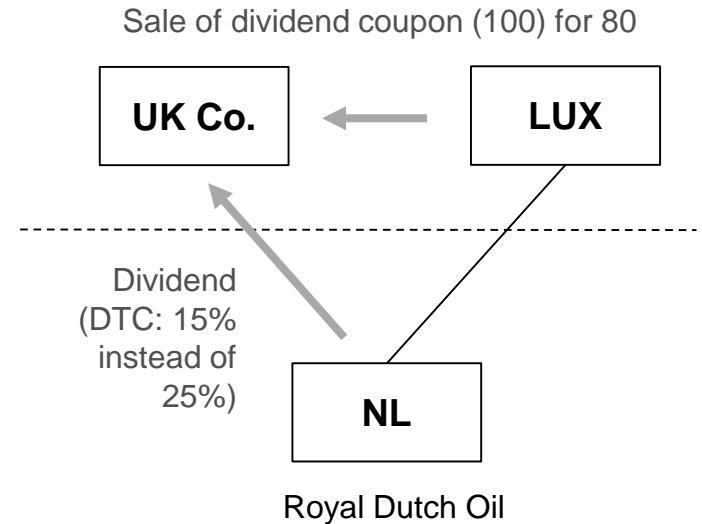 Sale of dividend coupon (100) for 80
UK Co.
LUX
Dividend
(DTC: 15%
instead of
25%)
NL
Royal Dutch Oil